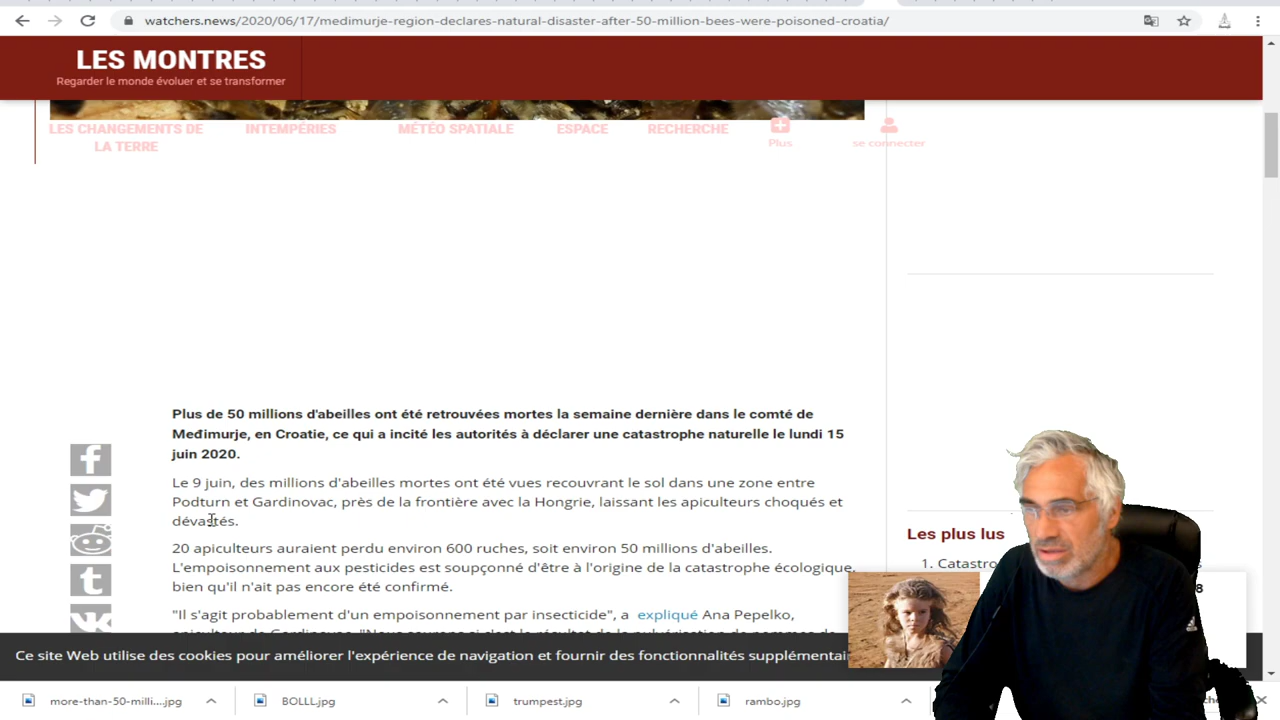 watchers.news/2020/06/17/medimurje-region-declares-natural-disaster-after-50-million-bees-were-poisoned-croatia/
LES MONTRES
Regarder le monde évoluer et se transformer
LES CHANGEMENTS DE LA TERRE
INTEMPÉRIES
MÉTÉO SPATIALE
ESPACE
RECHERCHE
Plus
se connecter
Plus de 50 millions d'abeilles ont été retrouvées mortes la semaine dernière dans le comté de
Međimurje, en Croatie, ce qui a incité les autorités à déclarer une catastrophe naturelle le lundi 15
juin 2020.
Le 9 juin, des millions d'abeilles mortes ont été vues recouvrant le sol dans une zone entre
Podturn et Gardinovac, près de la frontière avec la Hongrie, laissant les apiculteurs choqués et
dévastés.
20 apiculteurs auraient perdu environ 600 ruches, soit environ 50 millions d'abeilles.
L'empoisonnement aux pesticides est soupçonné d'être à l'origine de la catastrophe écologique,
bien qu'il n'ait pas encore été confirmé.
"Il s'agit probablement d'un empoisonnement par insecticide", a expliqué Ana Pepelko,
Les plus lus
1. Catastro
8
Ce site Web utilise des cookies pour améliorer l'expérience de navigation et fournir des fonctionnalités supplémentai
more-than-50-milli....jpg
BOLLL.jpg
trumpest.jpg
rambo.jpg